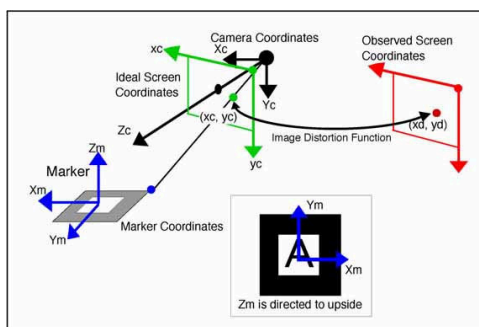 Camera Coordinates
Observed Screen
Coordinates
xc
Xc
Ideal Screen
Coordinates
Yc
Zc
(xc, yc)
(xd, yd)
Image Distortion Function
yc
Zm
Marker
Xm
Ym
Marker Coordinates
Ym
A
Xm
Zm is directed to upside